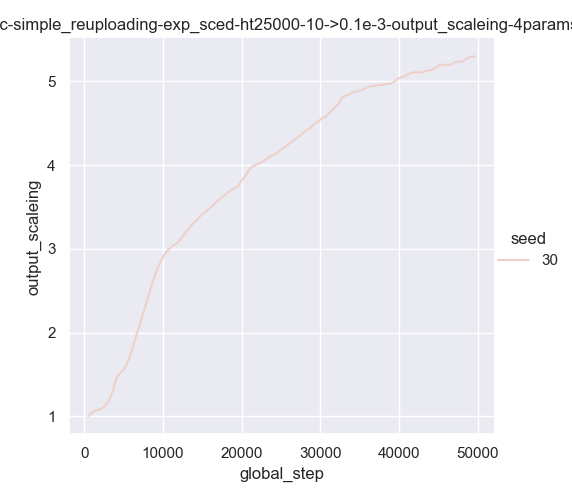 c-simple_reuploading-exp_sced-ht25000-10->0.1e-3-output_scaleing-4params
5
4
3
2
1
output_scaleing
0 10000 20000 30000 40000 50000
global_step
seed
30